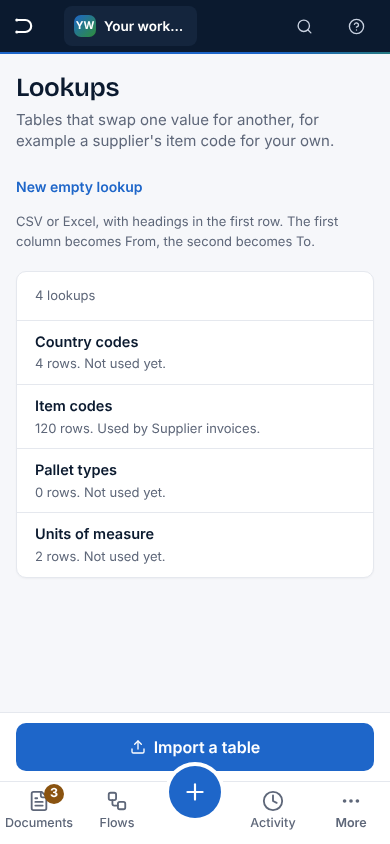 YW Your work...
Lookups
Tables that swap one value for another, for
example a supplier's item code for your own.
New empty lookup
CSV or Excel, with headings in the first row. The first
column becomes From, the second becomes To.
4 lookups
Country codes
4 rows. Not used yet.
Item codes
120 rows. Used by Supplier invoices.
Pallet types
0 rows. Not used yet.
Units of measure
2 rows. Not used yet.
Import a table
3
Documents Flows Activity More